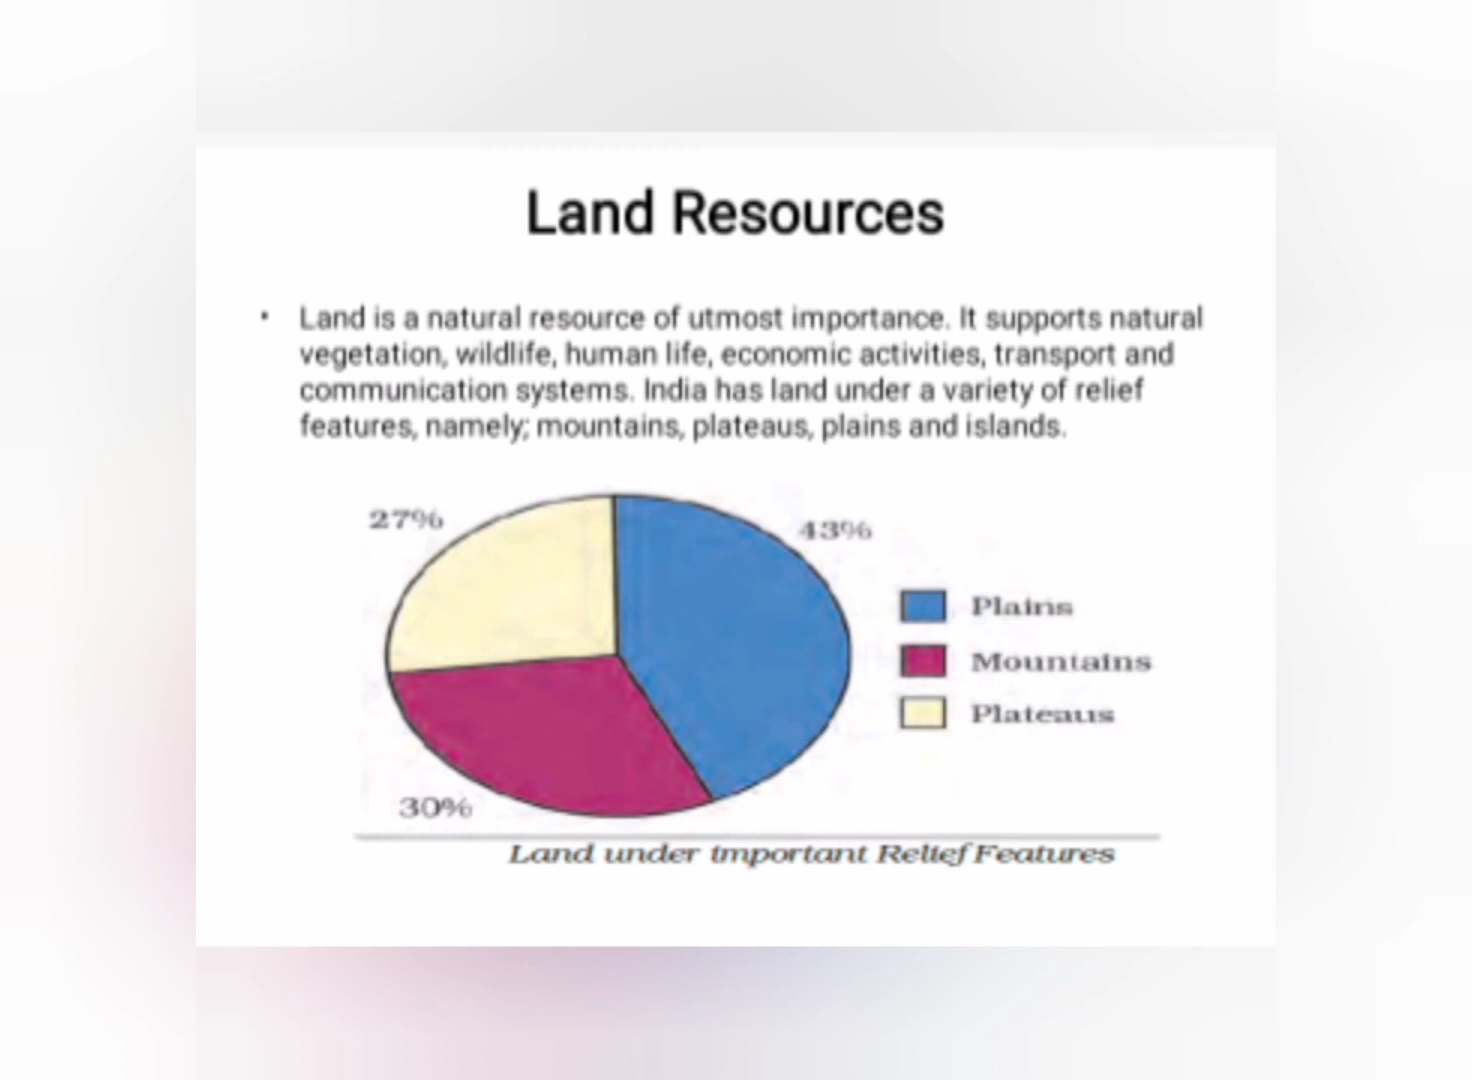 Land Resources
• Land is a natural resource of utmost importance. It supports natural
vegetation, wildlife, human life, economic activities, transport and
communication systems. India has land under a variety of relief
features, namely; mountains, plateaus, plains and islands.
27%
43%
Plains
Mountains
Plateaus
30%
Land under important Relief Features